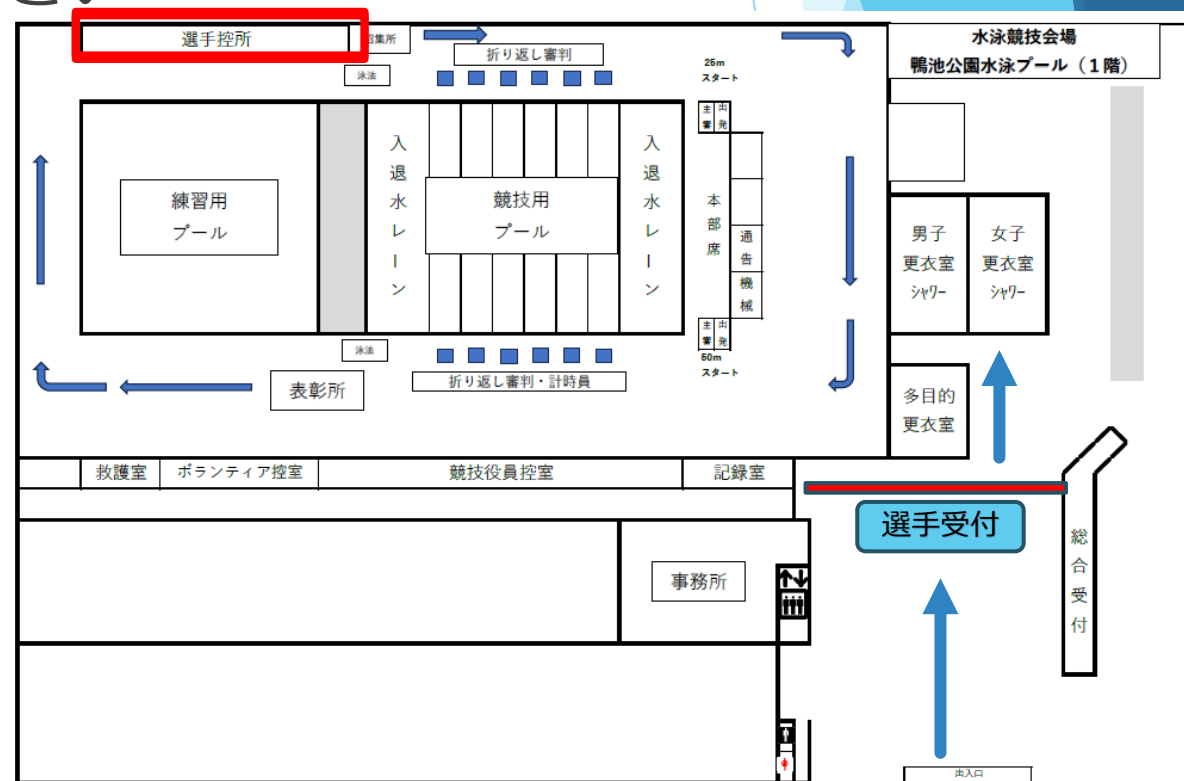 さい
選手控所
招集所
折り返し審判
水泳競技会場
鴨池公園水泳プール(1階)
泳法
25m
スタート
主審
出発
入退水レーン
入退水レーン
練習用
プール
競技用
プール
本部席
通告
機械
男子
更衣室
シャワー
女子
更衣室
シャワー
主審
出発
50m
スタート
泳法
折り返し審判・計時員
表彰所
多目的
更衣室
救護室
ボランティア控室
競技役員控室
記録室
選手受付
総合受付
事務所
出入口